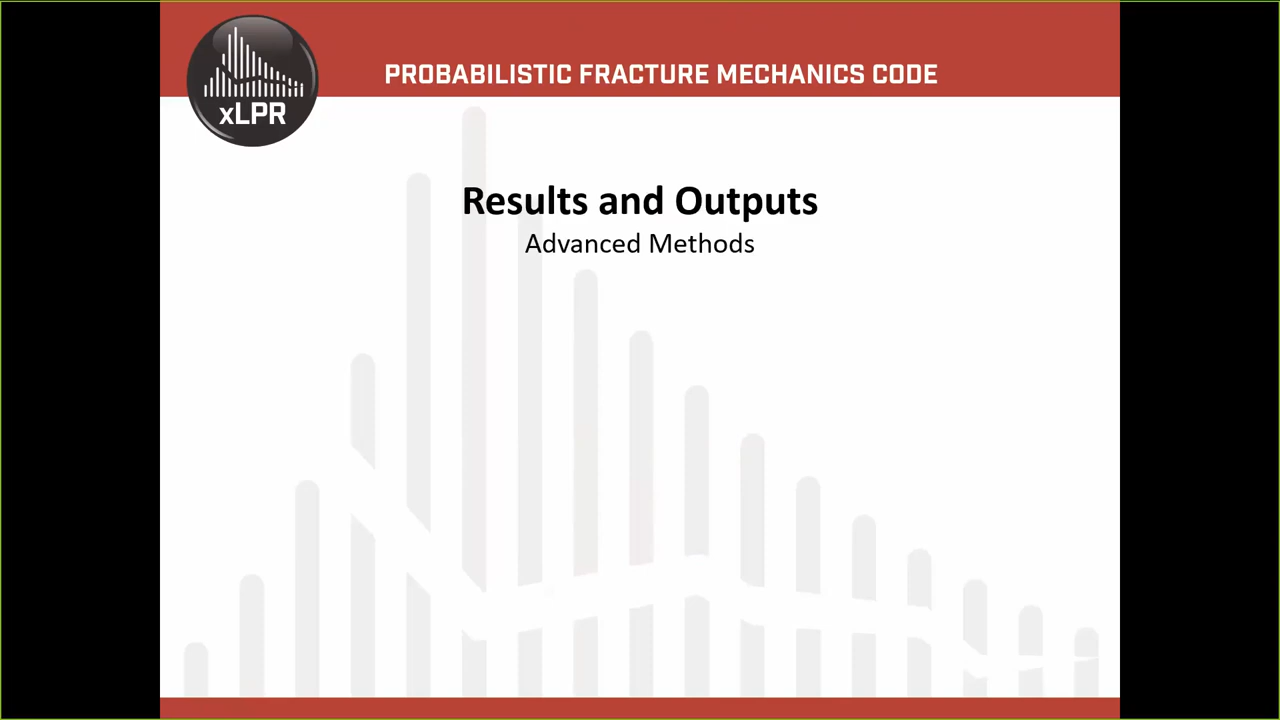 PROBABILISTIC FRACTURE MECHANICS CODE
xLPR
Results and Outputs
Advanced Methods